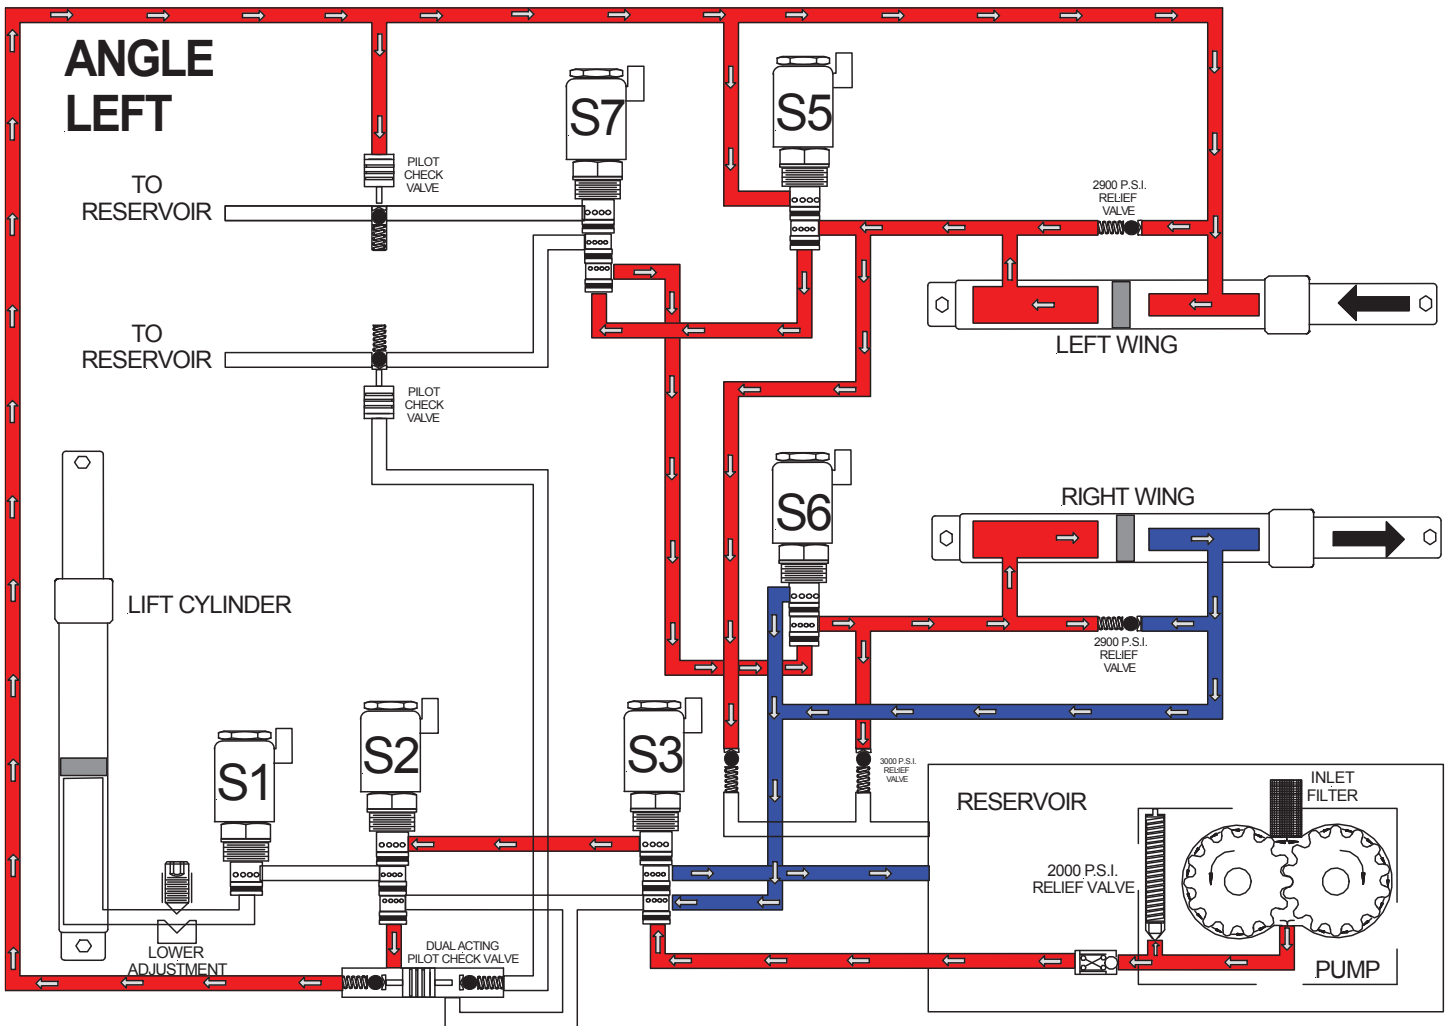 ANGLE
LEFT
S7
S5
PILOT
CHECK
VALVE
TO
RESERVOIR
2900 P.S.I.
RELIEF
VALVE
LEFT WING
TO
RESERVOIR
PILOT
CHECK
VALVE
S6
RIGHT WING
LIFT CYLINDER
2900 P.S.I.
RELIEF
VALVE
S1
S2
S3
3000 P.S.I.
RELIEF
VALVE
RESERVOIR
INLET
FILTER
2000 P.S.I.
RELIEF VALVE
LOWER
ADJUSTMENT
DUAL ACTING
PILOT CHECK VALVE
PUMP